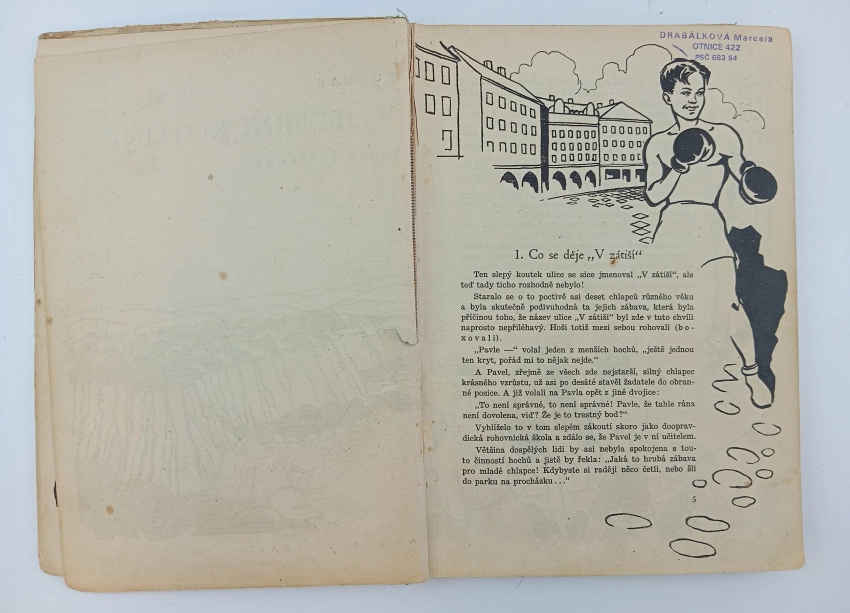 DRABÁLKOVÁ Marcela
OTNICE 422
PSČ 683 54
1. Co se děje „V zátiší“
Ten slepý koutek ulice se sice jmenoval „V zátiší“, ale
teď tady ticho rozhodně nebylo!
Staralo se o to poctivě asi deset chlapců různého věku
a byla skutečně podivuhodná ta jejich zábava, která byla
příčinou toho, že název ulice „V zátiší“ byl zde v tuto chvíli
naprosto nepřiléhavý. Hoši totiž mezi sebou rohovali (bo-
xovali).
„Pavle —“ volal jeden z menších hochů, „ještě jednou
ten kryt, pořád mi to nějak nejde.“
A Pavel, zřejmě ze všech zde nejstarší, silný chlapec
krásného vzrůstu, už asi po desáté stavěl žadatele do obran-
né posice. A již volali na Pavla opět z jiné dvojice:
„To není správné, to není správné! Pavle, že tahle rána
není dovolena, viď? Že je to trestný bod?“
Vyhlíželo to v tom slepém zákoutí skoro jako dooprav-
dická rohovnická škola a zdálo se, že Pavel je v ní učitelem.
Většina dospělých lidí by asi nebyla spokojena s tou-
to činností hochů a jistě by řekla: „Jaká to hrubá zábava
pro mladé chlapce! Kdybyste si raději něco četli, nebo šli
do parku na procházku...“
5